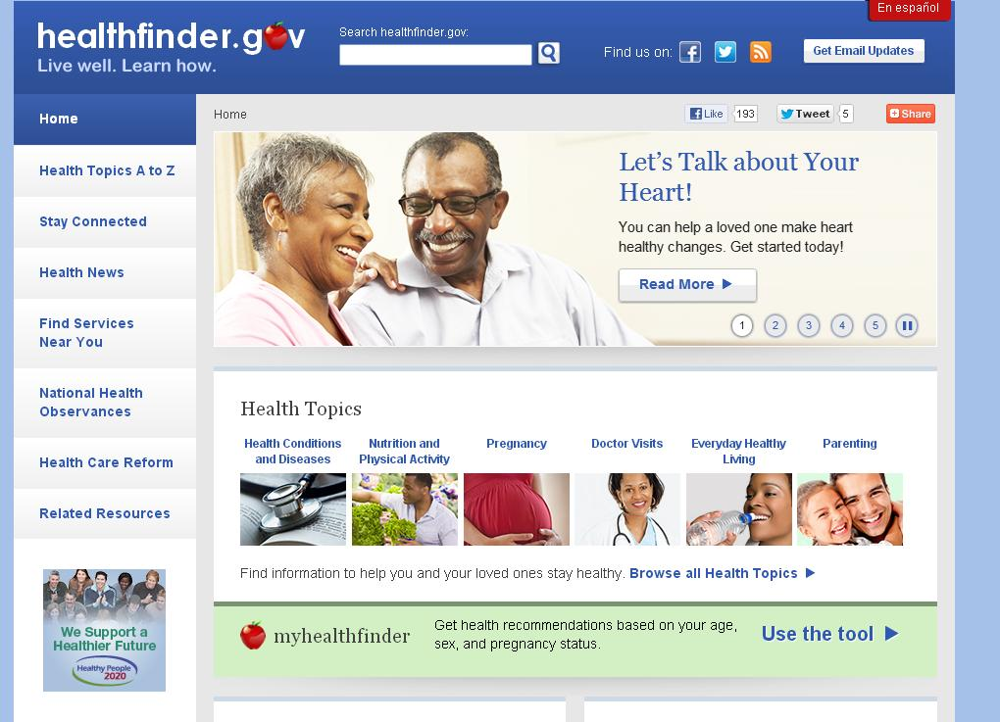 En español
healthfinder.gov
Live well. Learn how.
Search healthfinder.gov:
Find us on:
Get Email Updates
Home
Health Topics A to Z
Stay Connected
Health News
Find Services
Near You
National Health
Observances
Health Care Reform
Related Resources
We Support a
Healthier Future
Healthy People
2020
Home
Like 193
Tweet 5
Share
Let's Talk about Your
Heart!
You can help a loved one make heart
healthy changes. Get started today!
Read More
1 2 3 4 5
Health Topics
Health Conditions
and Diseases
Nutrition and
Physical Activity
Pregnancy
Doctor Visits
Everyday Healthy
Living
Parenting
Find information to help you and your loved ones stay healthy. Browse all Health Topics
myhealthfinder
Get health recommendations based on your age,
sex, and pregnancy status.
Use the tool